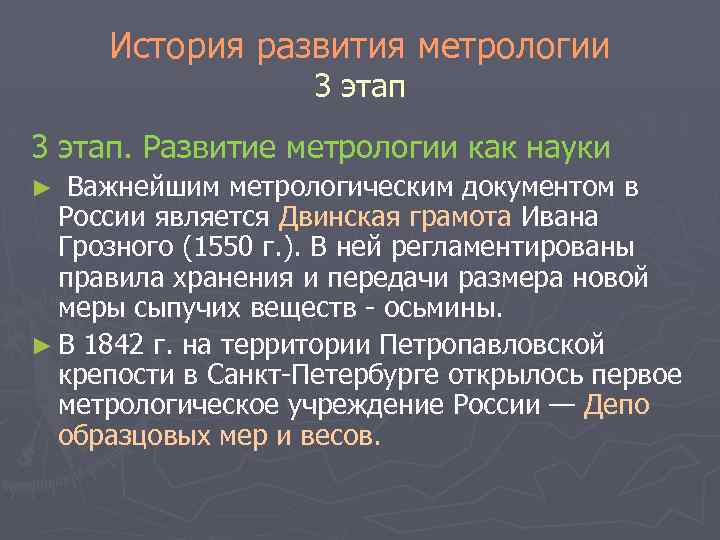 История развития метрологии
3 этап
3 этап. Развитие метрологии как науки
► Важнейшим метрологическим документом в
России является Двинская грамота Ивана
Грозного (1550 г. ). В ней регламентированы
правила хранения и передачи размера новой
меры сыпучих веществ - осьмины.
► В 1842 г. на территории Петропавловской
крепости в Санкт-Петербурге открылось первое
метрологическое учреждение России — Депо
образцовых мер и весов.